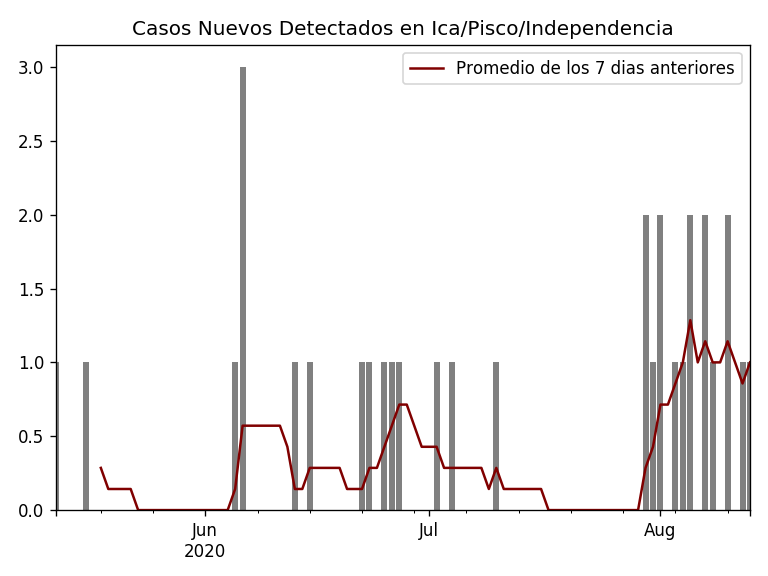 Casos Nuevos Detectados en Ica/Pisco/Independencia
Promedio de los 7 dias anteriores
3.0
2.5
2.0
1.5
1.0
0.5
0.0
Jun
2020
Jul
Aug